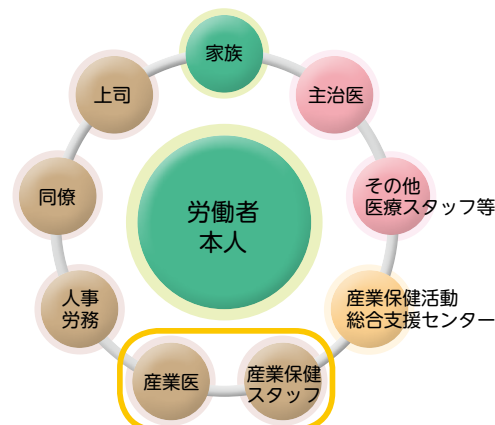 家族
主治医
その他
医療スタッフ等
産業保健活動
総合支援センター
産業保健
スタッフ
産業医
人事
労務
同僚
上司
労働者
本人